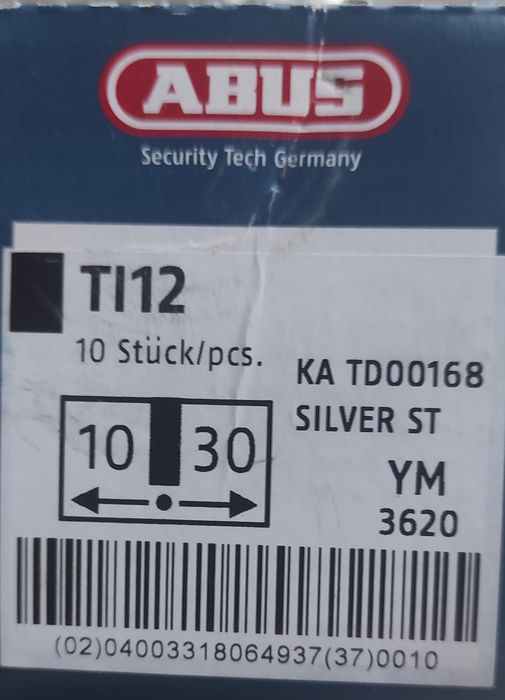 ABUS
Security Tech Germany
TI12
10 Stück/pcs.
KA TD00168
SILVER ST
10 30
YM
3620
(02)04003318064937(37)0010